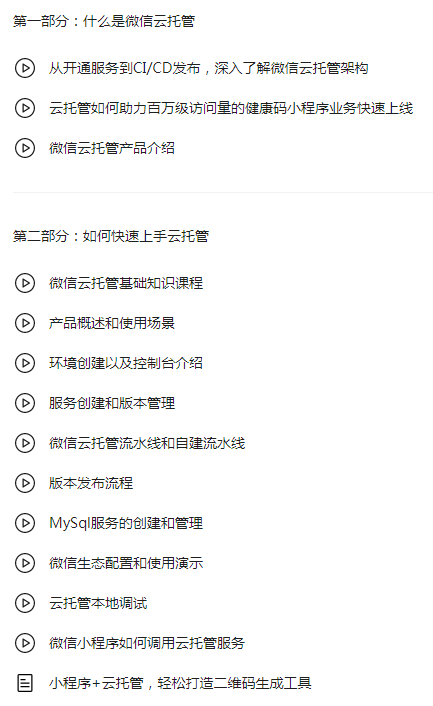 第一部分：什么是微信云托管
从开通服务到CI/CD发布，深入了解微信云托管架构
云托管如何助力百万级访问量的健康码小程序业务快速上线
微信云托管产品介绍
第二部分：如何快速上手云托管
微信云托管基础知识课程
产品概述和使用场景
环境创建以及控制台介绍
服务创建和版本管理
微信云托管流水线和自建流水线
版本发布流程
MySql服务的创建和管理
微信生态配置和使用演示
云托管本地调试
微信小程序如何调用云托管服务
小程序+云托管，轻松打造二维码生成工具